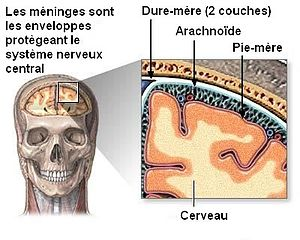 Les méninges sont
les enveloppes
protégeant le
système nerveux
central
Dure-mère (2 couches)
Arachnoïde
Pie-mère
Cerveau